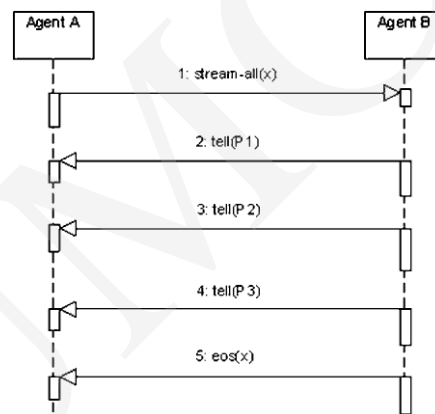 Agent A
Agent B
1: stream-all(x)
2: tell(P1)
3: tell(P2)
4: tell(P3)
5: eos(x)